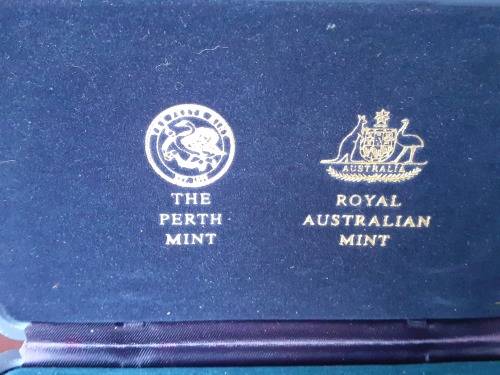 THE
PERTH
MINT
AUSTRALIA
ROYAL
AUSTRALIAN
MINT